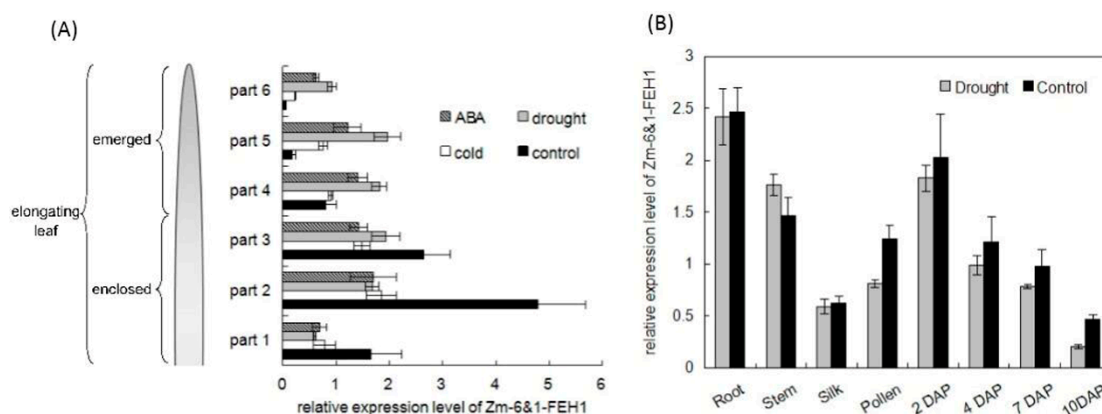 (A)
part 6
part 5
part 4
part 3
part 2
part 1
emerged
elongating
leaf
enclosed
ABA
drought
cold
control
0
1
2
3
4
5
6
relative expression level of Zm-6&1-FEH1
(B)
relative expression level of Zm-6&1-FEH1
3
2.5
2
1.5
1
0.5
0
Drought
Control
Root
Stem
Silk
Pollen
2 DAP
4 DAP
7 DAP
10DAP